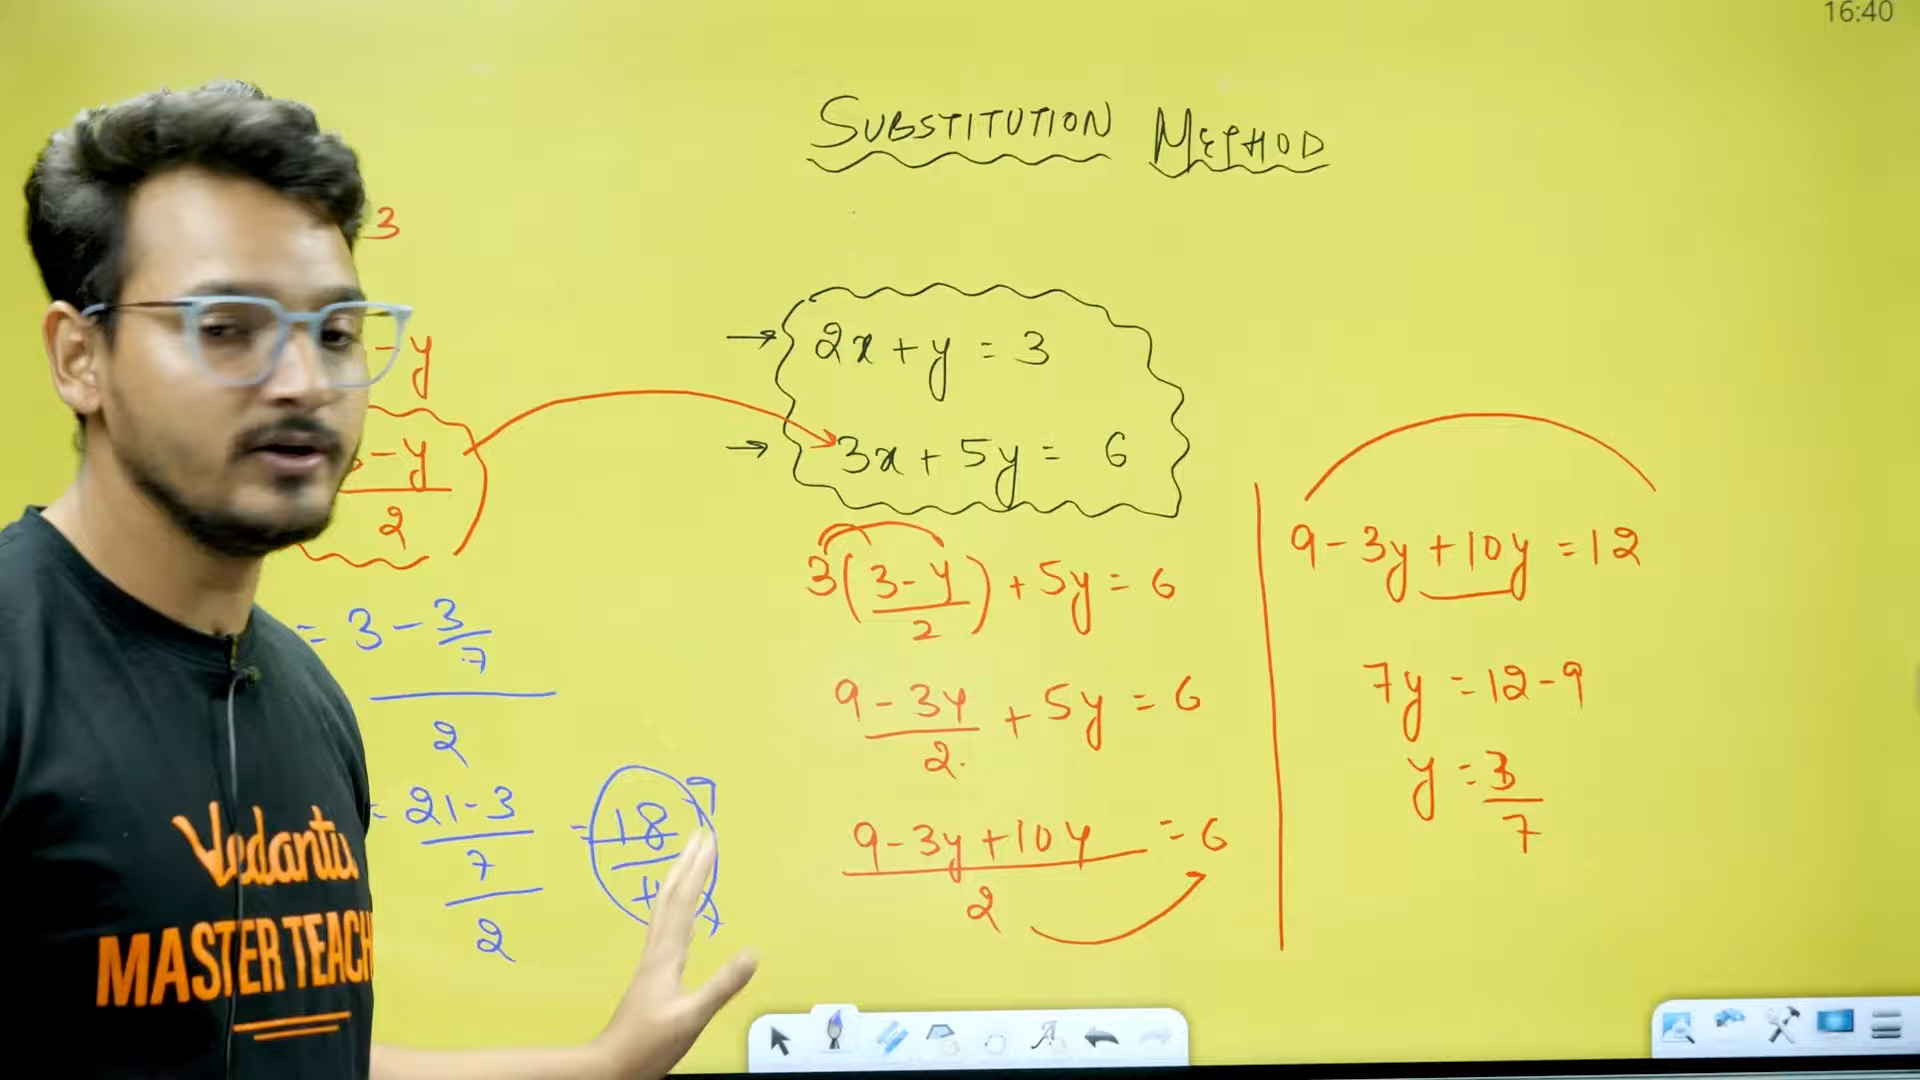 16:40
SUBSTITUTION METHOD
3
-y
2x + y = 3
-y
2
3x + 5y = 6
9 - 3y + 10y = 12
3(3-y/2) + 5y = 6
= 3 - 3/7
2
7y = 12 - 9
9 - 3y/2 + 5y = 6
y = 3/7
= 21 - 3/7/2 = 18
9
9 - 3y + 10y/2 = 6
Vedantu
MASTER TEACH